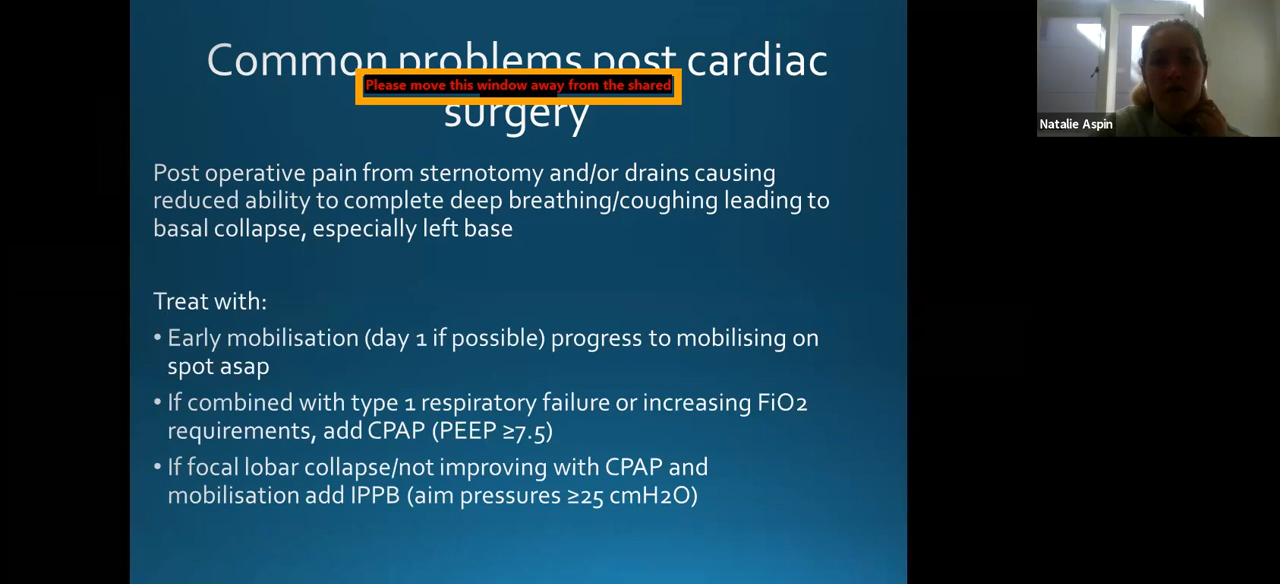 Common problems post cardiac
Please move this window away from the shared
surgery
Natalie Aspin
Post operative pain from sternotomy and/or drains causing
reduced ability to complete deep breathing/coughing leading to
basal collapse, especially left base
Treat with:
• Early mobilisation (day 1 if possible) progress to mobilising on
spot asap
• If combined with type 1 respiratory failure or increasing FiO2
requirements, add CPAP (PEEP ≥7.5)
• If focal lobar collapse/not improving with CPAP and
mobilisation add IPPB (aim pressures ≥25 cmH2O)